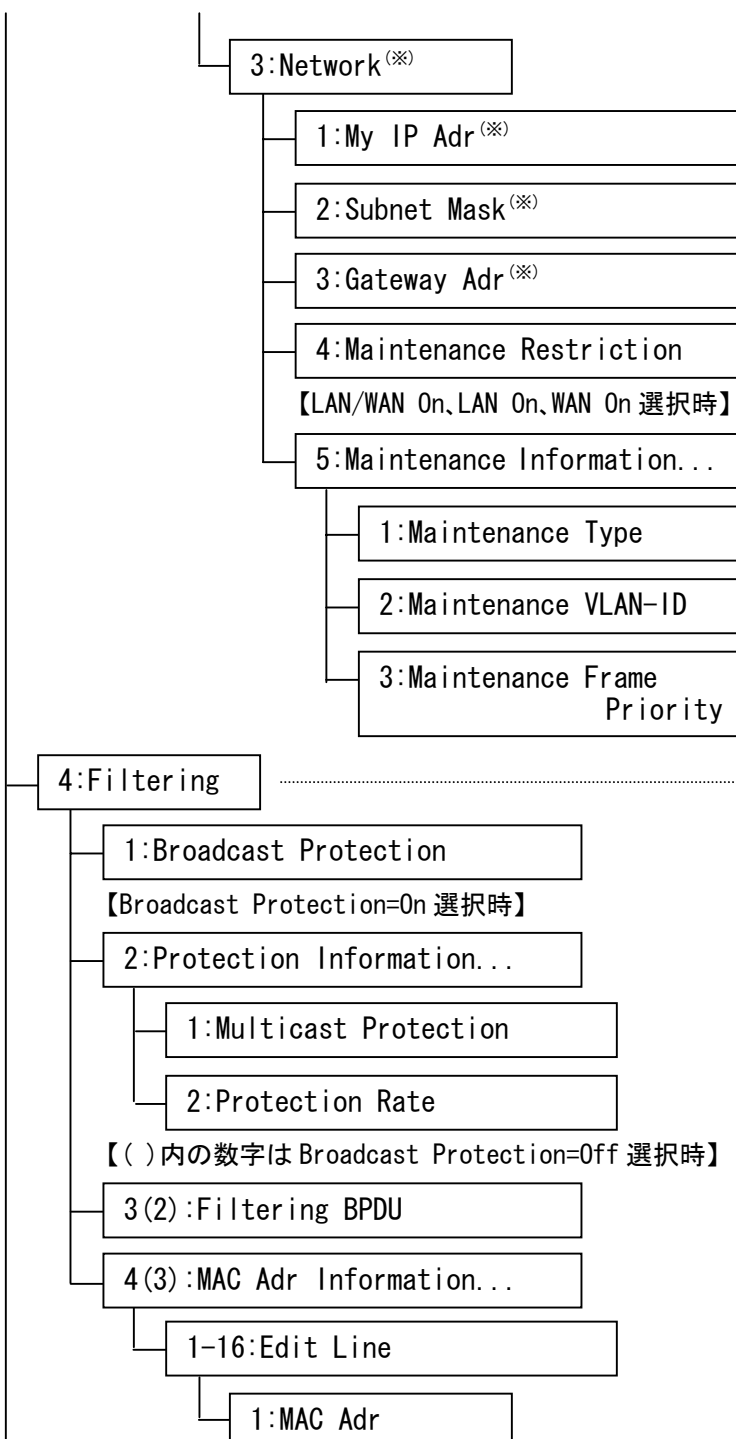 3:Network(※)
1:My IP Adr(※)
2:Subnet Mask(※)
3:Gateway Adr(※)
4:Maintenance Restriction
【LAN/WAN On、LAN On、WAN On 選択時】
5:Maintenance Information...
1:Maintenance Type
2:Maintenance VLAN-ID
3:Maintenance Frame
Priority
4:Filtering
1:Broadcast Protection
【Broadcast Protection=On 選択時】
2:Protection Information...
1:Multicast Protection
2:Protection Rate
【( )内の数字は Broadcast Protection=Off 選択時】
3(2):Filtering BPDU
4(3):MAC Adr Information...
1-16:Edit Line
1:MAC Adr